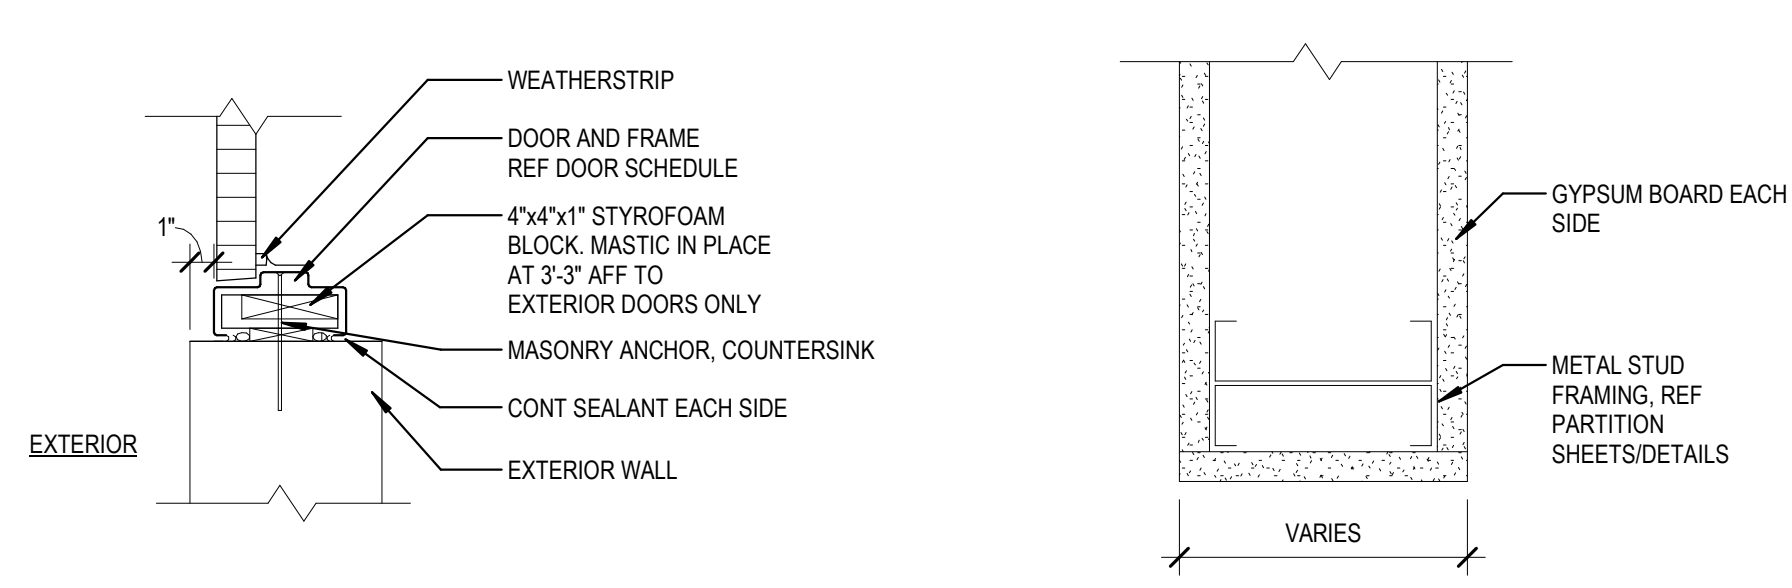 WEATHERSTRIP
DOOR AND FRAME
REF DOOR SCHEDULE
4"x4"x1" STYROFOAM
BLOCK. MASTIC IN PLACE
AT 3'-3" AFF TO
EXTERIOR DOORS ONLY
MASONRY ANCHOR, COUNTERSINK
CONT SEALANT EACH SIDE
EXTERIOR WALL
1"
EXTERIOR
GYPSUM BOARD EACH
SIDE
METAL STUD
FRAMING, REF
PARTITION
SHEETS/DETAILS
VARIES